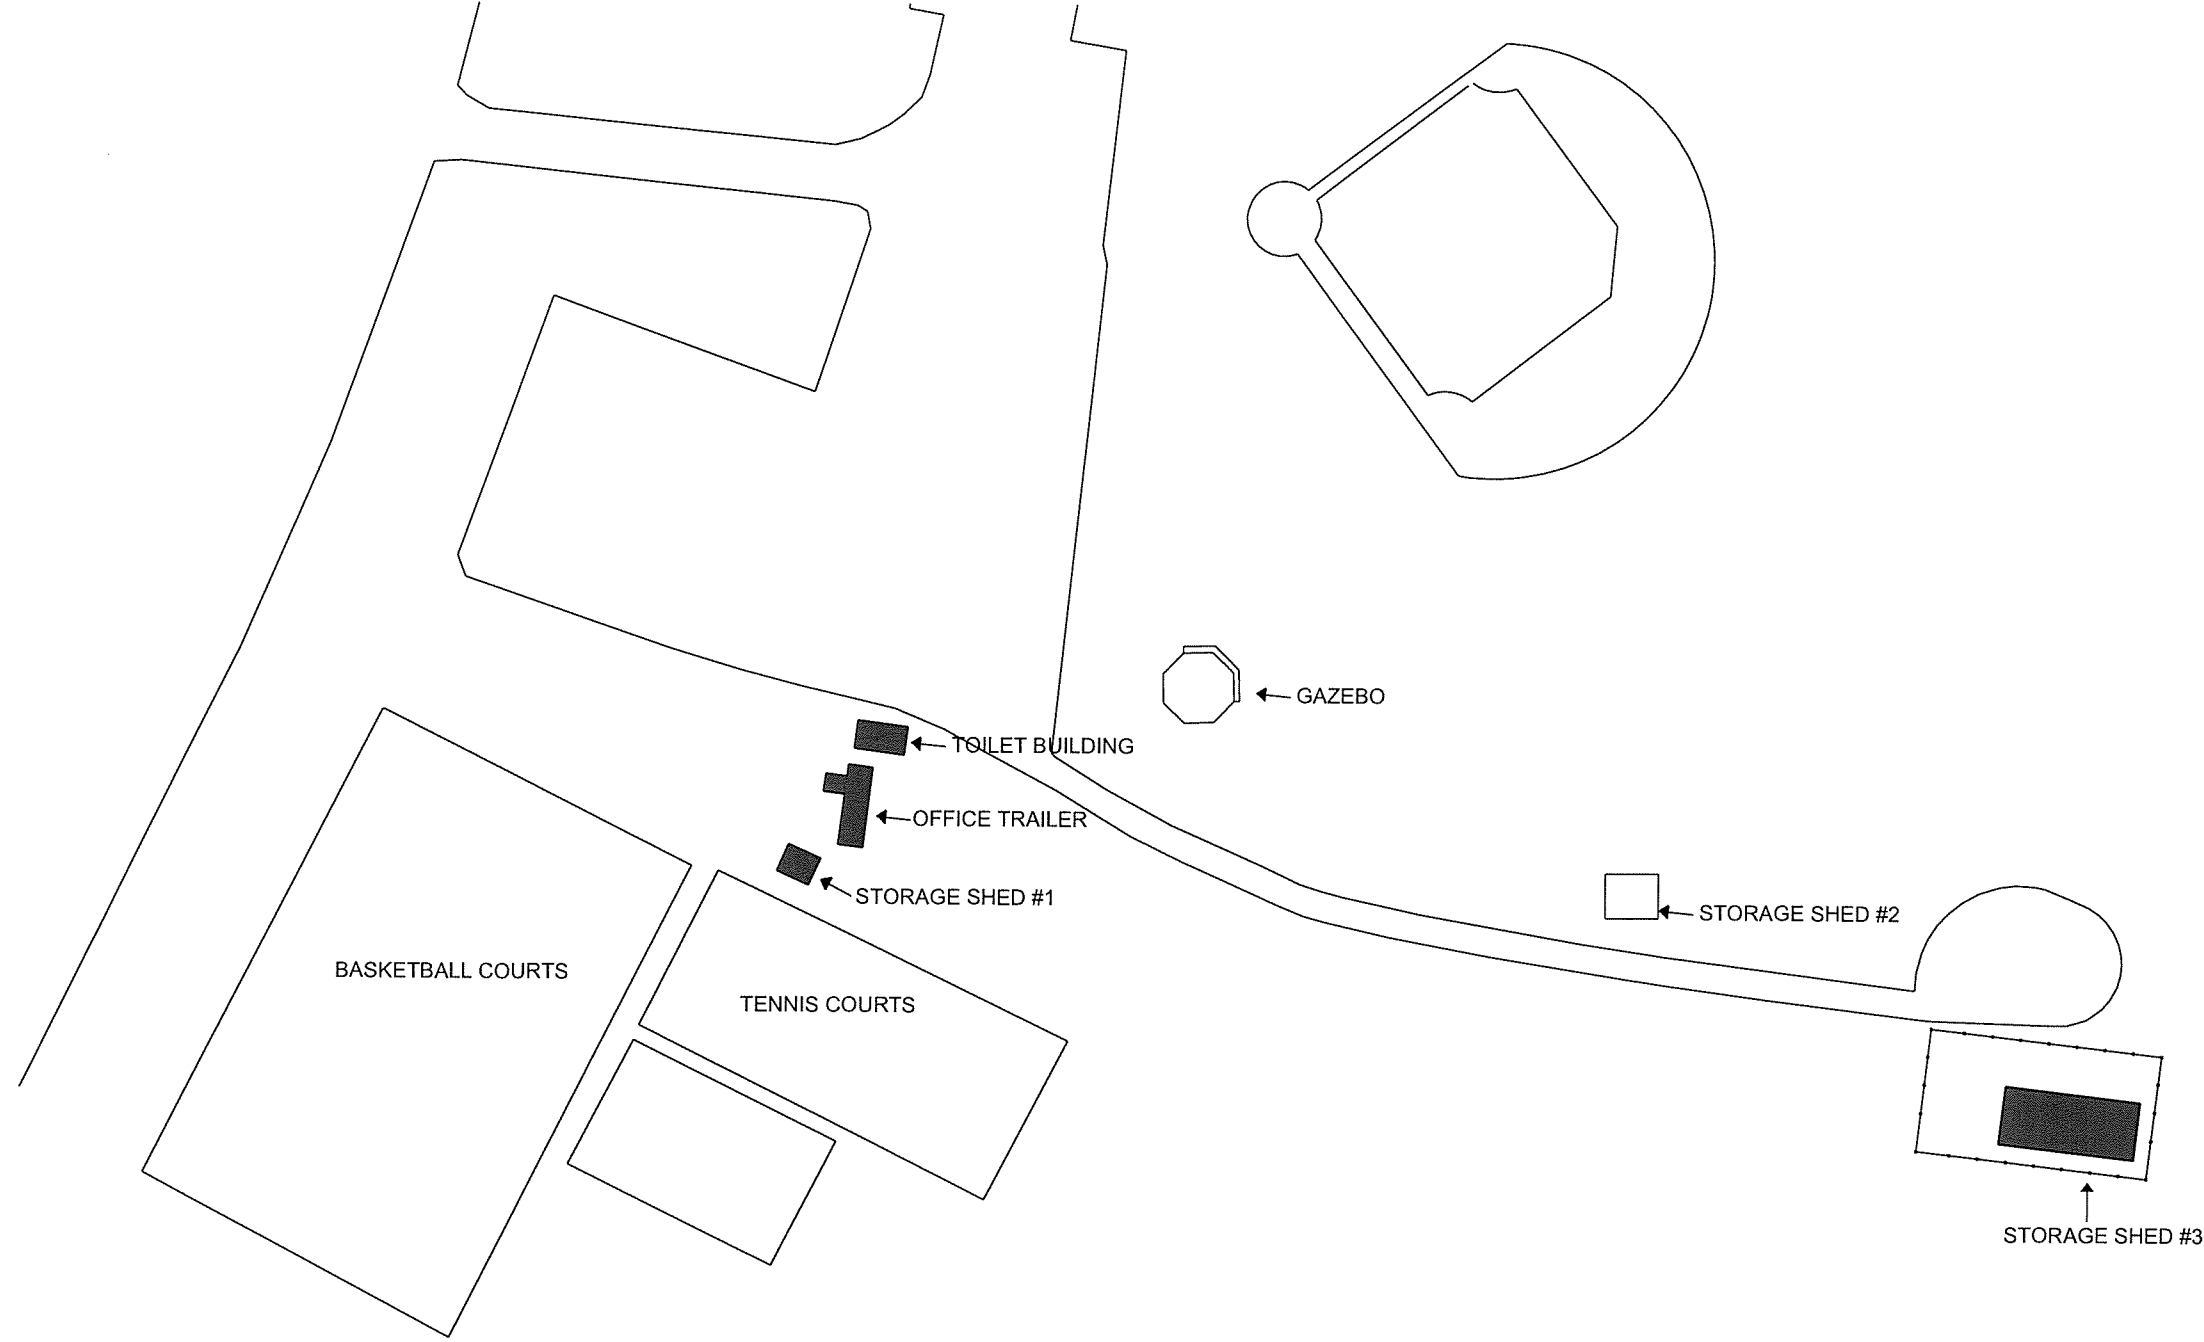 GAZEBO
TOILET BUILDING
OFFICE TRAILER
STORAGE SHED #1
STORAGE SHED #2
BASKETBALL COURTS
TENNIS COURTS
STORAGE SHED #3